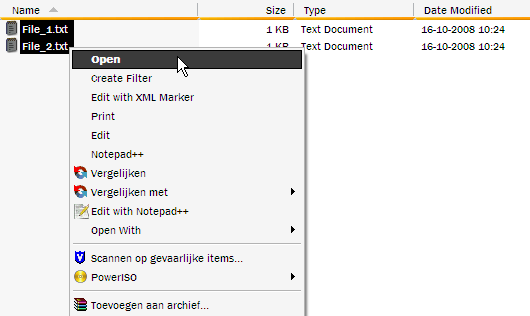 Name Size Type Date Modified
File_1.txt 1 KB Text Document 16-10-2008 10:24
File_2.txt 1 KB Text Document 16-10-2008 10:24
Open
Create Filter
Edit with XML Marker
Print
Edit
Notepad++
Vergelijken
Vergelijken met
Edit with Notepad++
Open With
Scannen op gevaarlijke items...
PowerISO
Toevoegen aan archief...